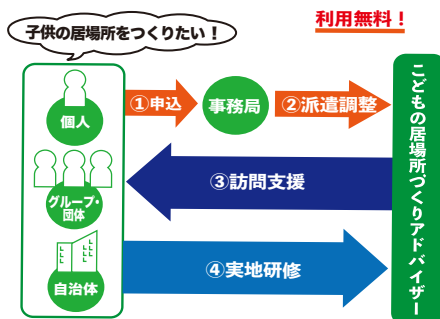 子供の居場所をつくりたい！
利用無料！
個人
グループ・
団体
自治体
①申込
事務局
②派遣調整
③訪問支援
④実地研修
こどもの居場所づくりアドバイザー